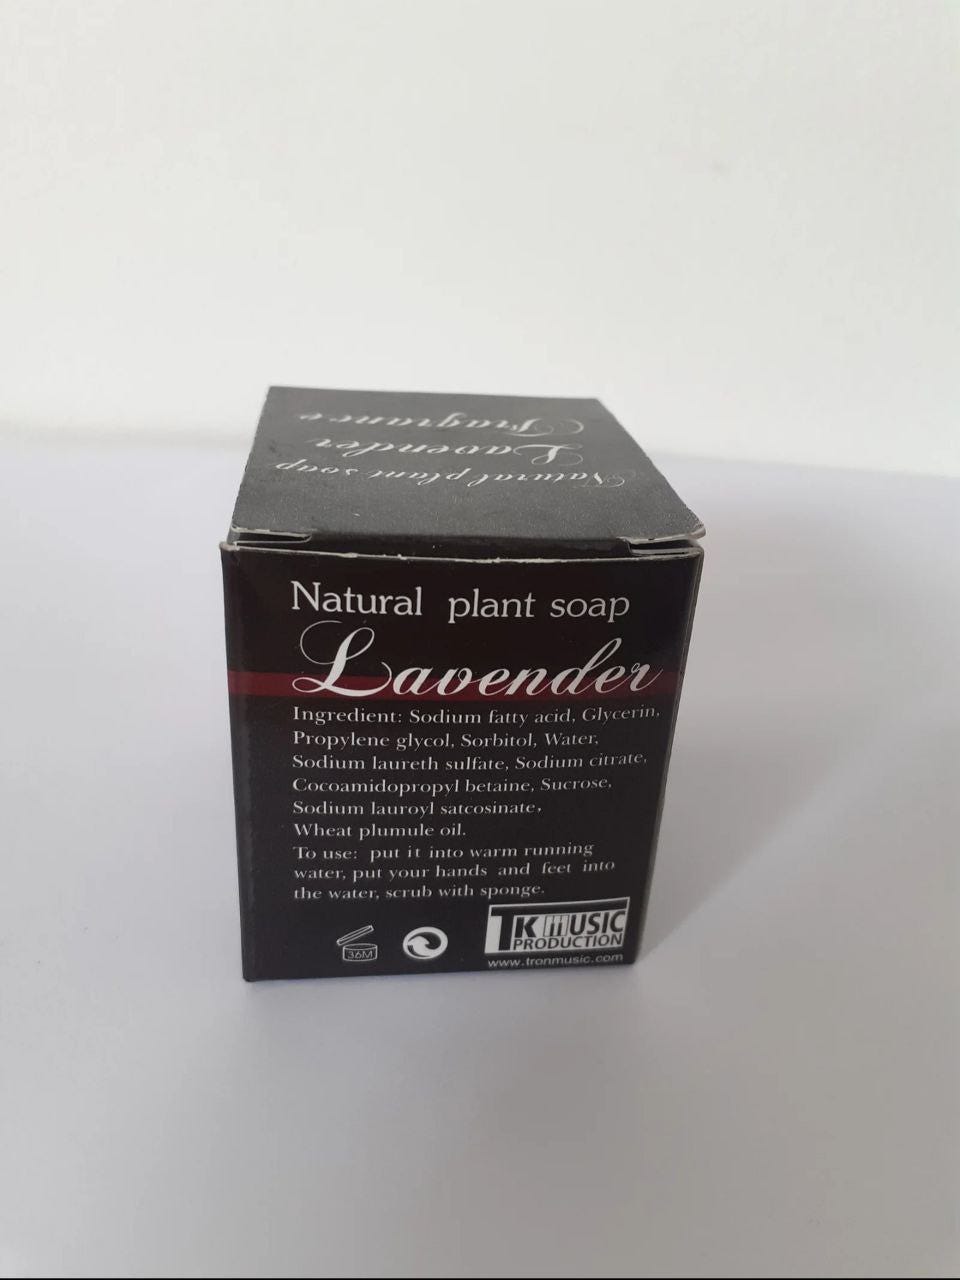 Natural plant soap
Lavender
Fragrance
Natural plant soap
Lavender
Ingredient: Sodium fatty acid, Glycerin,
Propylene glycol, Sorbitol, Water,
Sodium laureth sulfate, Sodium citrate,
Cocoamidopropyl betaine, Sucrose,
Sodium lauroyl satcosinate,
Wheat plumule oil.
To use: put it into warm running
water, put your hands and feet into
the water, scrub with sponge.
36M
TK MUSIC
PRODUCTION
www.tronmusic.com